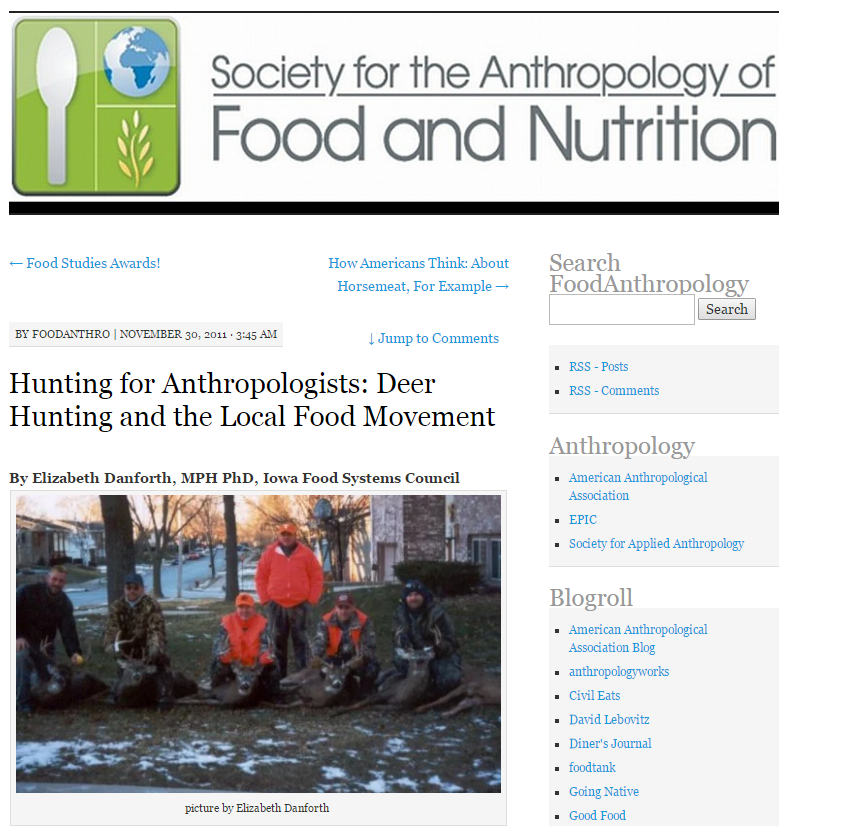 Society for the Anthropology of
Food and Nutrition
← Food Studies Awards!
How Americans Think: About
Horsemeat, For Example →
BY FOODANTHRO | NOVEMBER 30, 2011 · 3:45 AM
↓ Jump to Comments
Hunting for Anthropologists: Deer
Hunting and the Local Food Movement
By Elizabeth Danforth, MPH PhD, Iowa Food Systems Council
picture by Elizabeth Danforth
Search
FoodAnthropology
Search
RSS - Posts
RSS - Comments
Anthropology
American Anthropological
Association
EPIC
Society for Applied Anthropology
Blogroll
American Anthropological
Association Blog
anthropologyworks
Civil Eats
David Lebovitz
Diner's Journal
foodtank
Going Native
Good Food